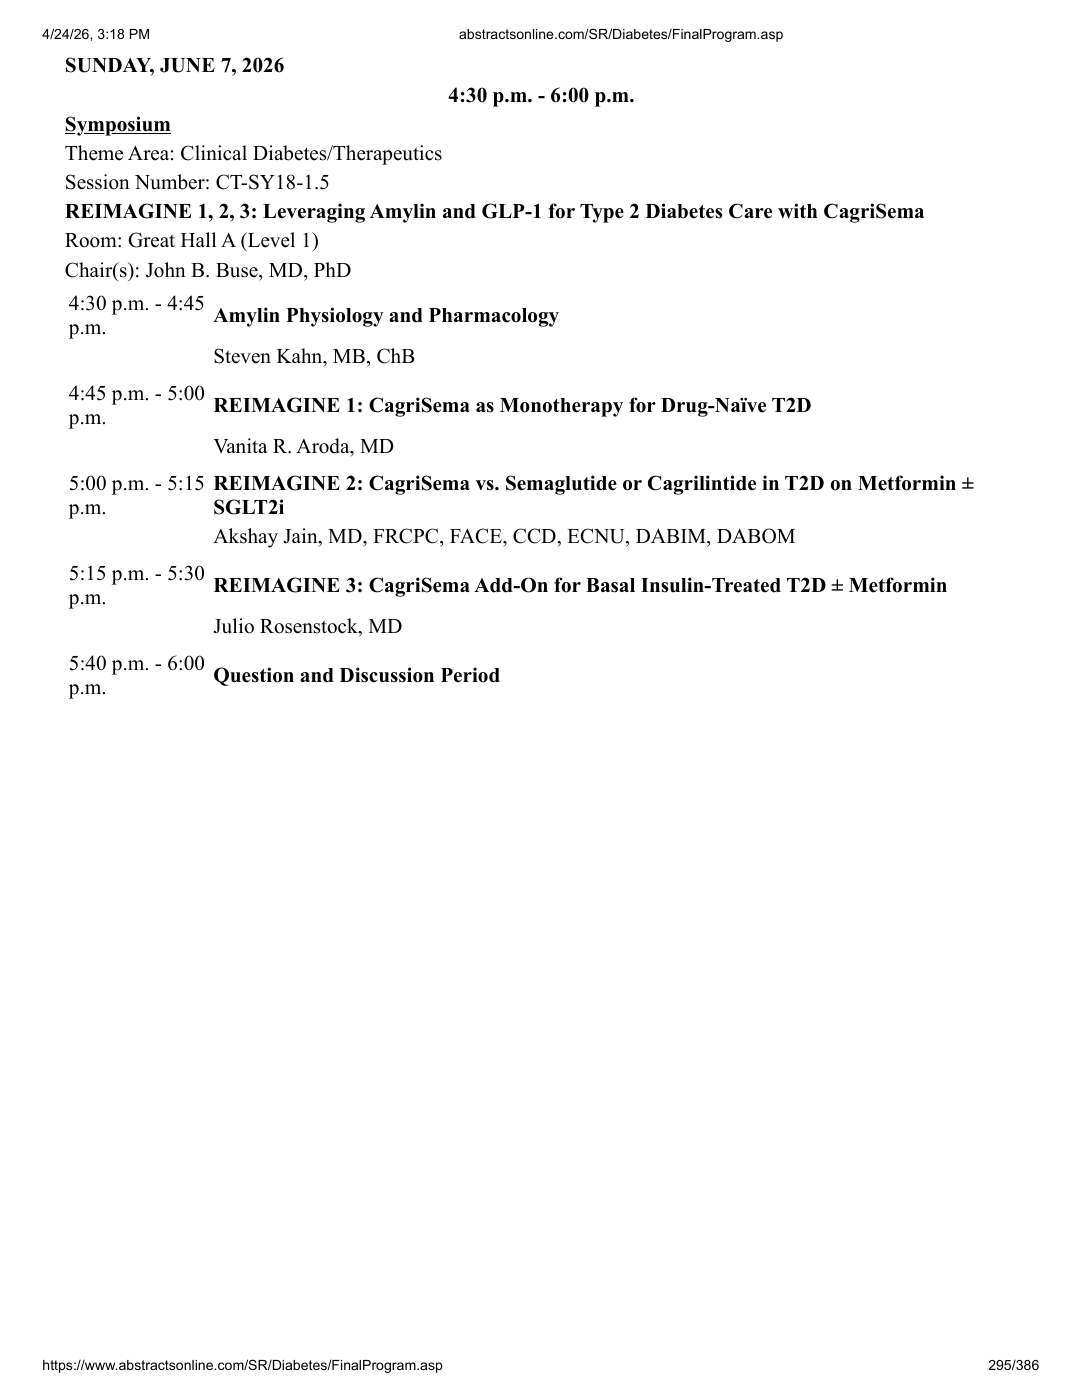 4/24/26, 3:18 PM
abstractsonline.com/SR/Diabetes/FinalProgram.asp
SUNDAY, JUNE 7, 2026
4:30 p.m. - 6:00 p.m.
Symposium
Theme Area: Clinical Diabetes/Therapeutics
Session Number: CT-SY18-1.5
REIMAGINE 1, 2, 3: Leveraging Amylin and GLP-1 for Type 2 Diabetes Care with CagriSema
Room: Great Hall A (Level 1)
Chair(s): John B. Buse, MD, PhD
4:30 p.m. - 4:45
p.m.
Amylin Physiology and Pharmacology
Steven Kahn, MB, ChB
4:45 p.m. - 5:00
p.m.
REIMAGINE 1: CagriSema as Monotherapy for Drug-Naïve T2D
Vanita R. Aroda, MD
5:00 p.m. - 5:15
p.m.
REIMAGINE 2: CagriSema vs. Semaglutide or Cagrilintide in T2D on Metformin ±
SGLT2i
Akshay Jain, MD, FRCPC, FACE, CCD, ECNU, DABIM, DABOM
5:15 p.m. - 5:30
p.m.
REIMAGINE 3: CagriSema Add-On for Basal Insulin-Treated T2D ± Metformin
Julio Rosenstock, MD
5:40 p.m. - 6:00
p.m.
Question and Discussion Period
https://www.abstractsonline.com/SR/Diabetes/FinalProgram.asp
295/386